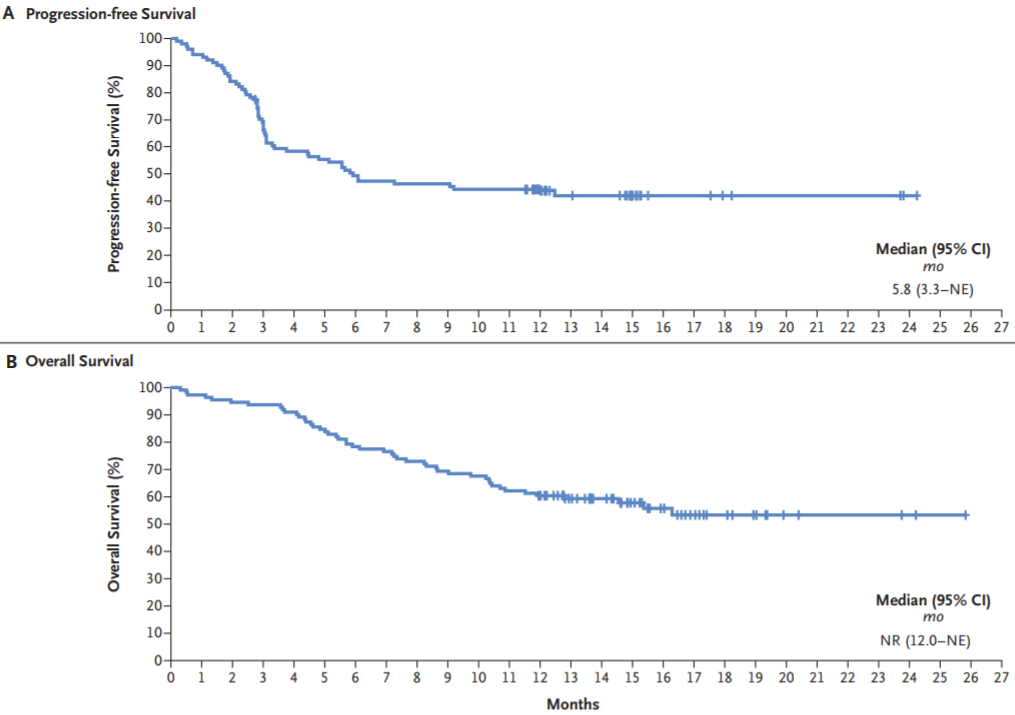 A Progression-free Survival
Progression-free Survival (%)
100
90
80
70
60
50
40
30
20
10
0
0 1 2 3 4 5 6 7 8 9 10 11 12 13 14 15 16 17 18 19 20 21 22 23 24 25 26 27
Median (95% CI)
mo
5.8 (3.3–NE)
B Overall Survival
Overall Survival (%)
100
90
80
70
60
50
40
30
20
10
0
0 1 2 3 4 5 6 7 8 9 10 11 12 13 14 15 16 17 18 19 20 21 22 23 24 25 26 27
Median (95% CI)
mo
NR (12.0–NE)
Months